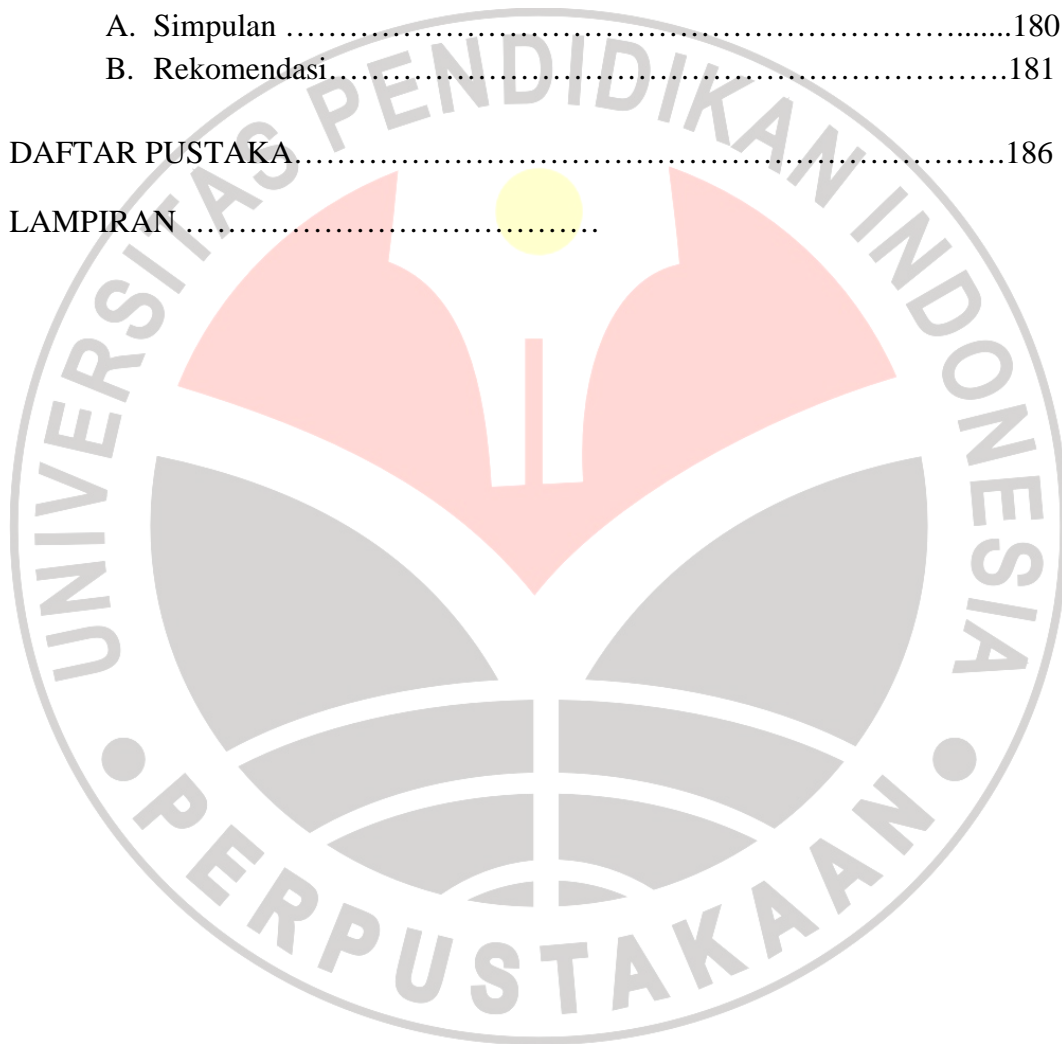 A. Simpulan ……………………………………………………….......180
B. Rekomendasi……………………………………………………….181
DAFTAR PUSTAKA………………………………………………………….186
LAMPIRAN …………………………………
UNIVERSITAS PENDIDIKAN INDONESIA
PERPUSTAKAAN